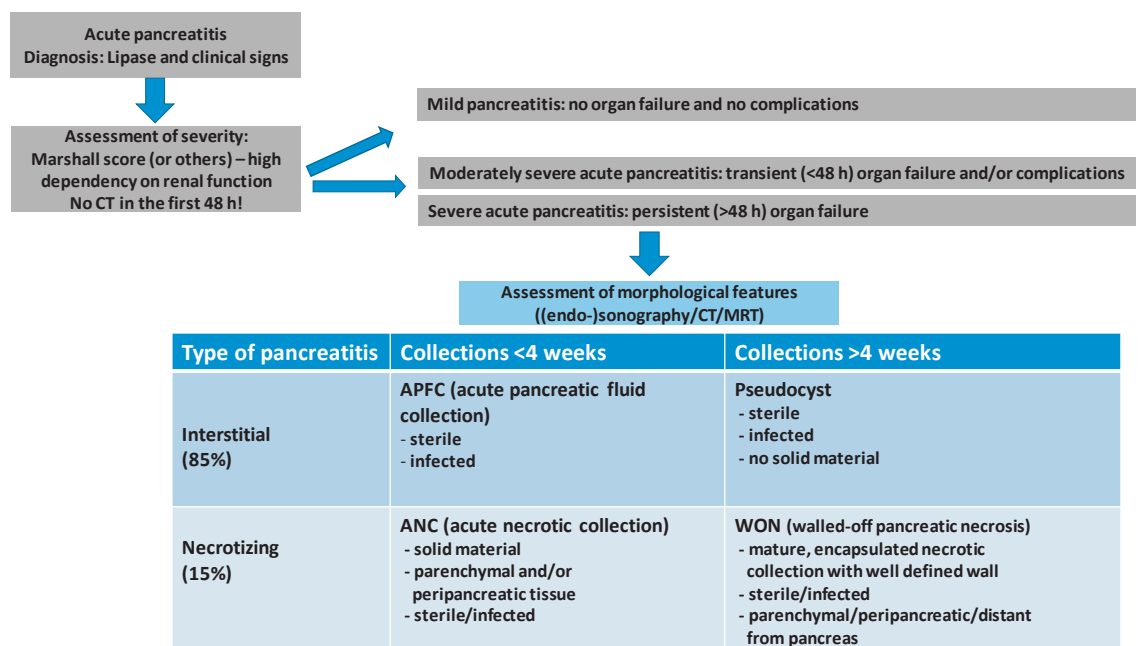 Acute pancreatitis
Diagnosis: Lipase and clinical signs
Assessment of severity:
Marshall score (or others) – high
dependency on renal function
No CT in the first 48 h!
Mild pancreatitis: no organ failure and no complications
Moderately severe acute pancreatitis: transient (<48 h) organ failure and/or complications
Severe acute pancreatitis: persistent (>48 h) organ failure
Assessment of morphological features
((endo-)sonography/CT/MRT)
Type of pancreatitis
Collections <4 weeks
Collections >4 weeks
Interstitial
(85%)
APFC (acute pancreatic fluid
collection)
- sterile
- infected
Pseudocyst
- sterile
- infected
- no solid material
Necrotizing
(15%)
ANC (acute necrotic collection)
- solid material
- parenchymal and/or
peripancreatic tissue
- sterile/infected
WON (walled-off pancreatic necrosis)
- mature, encapsulated necrotic
collection with well defined wall
- sterile/infected
- parenchymal/peripancreatic/distant
from pancreas